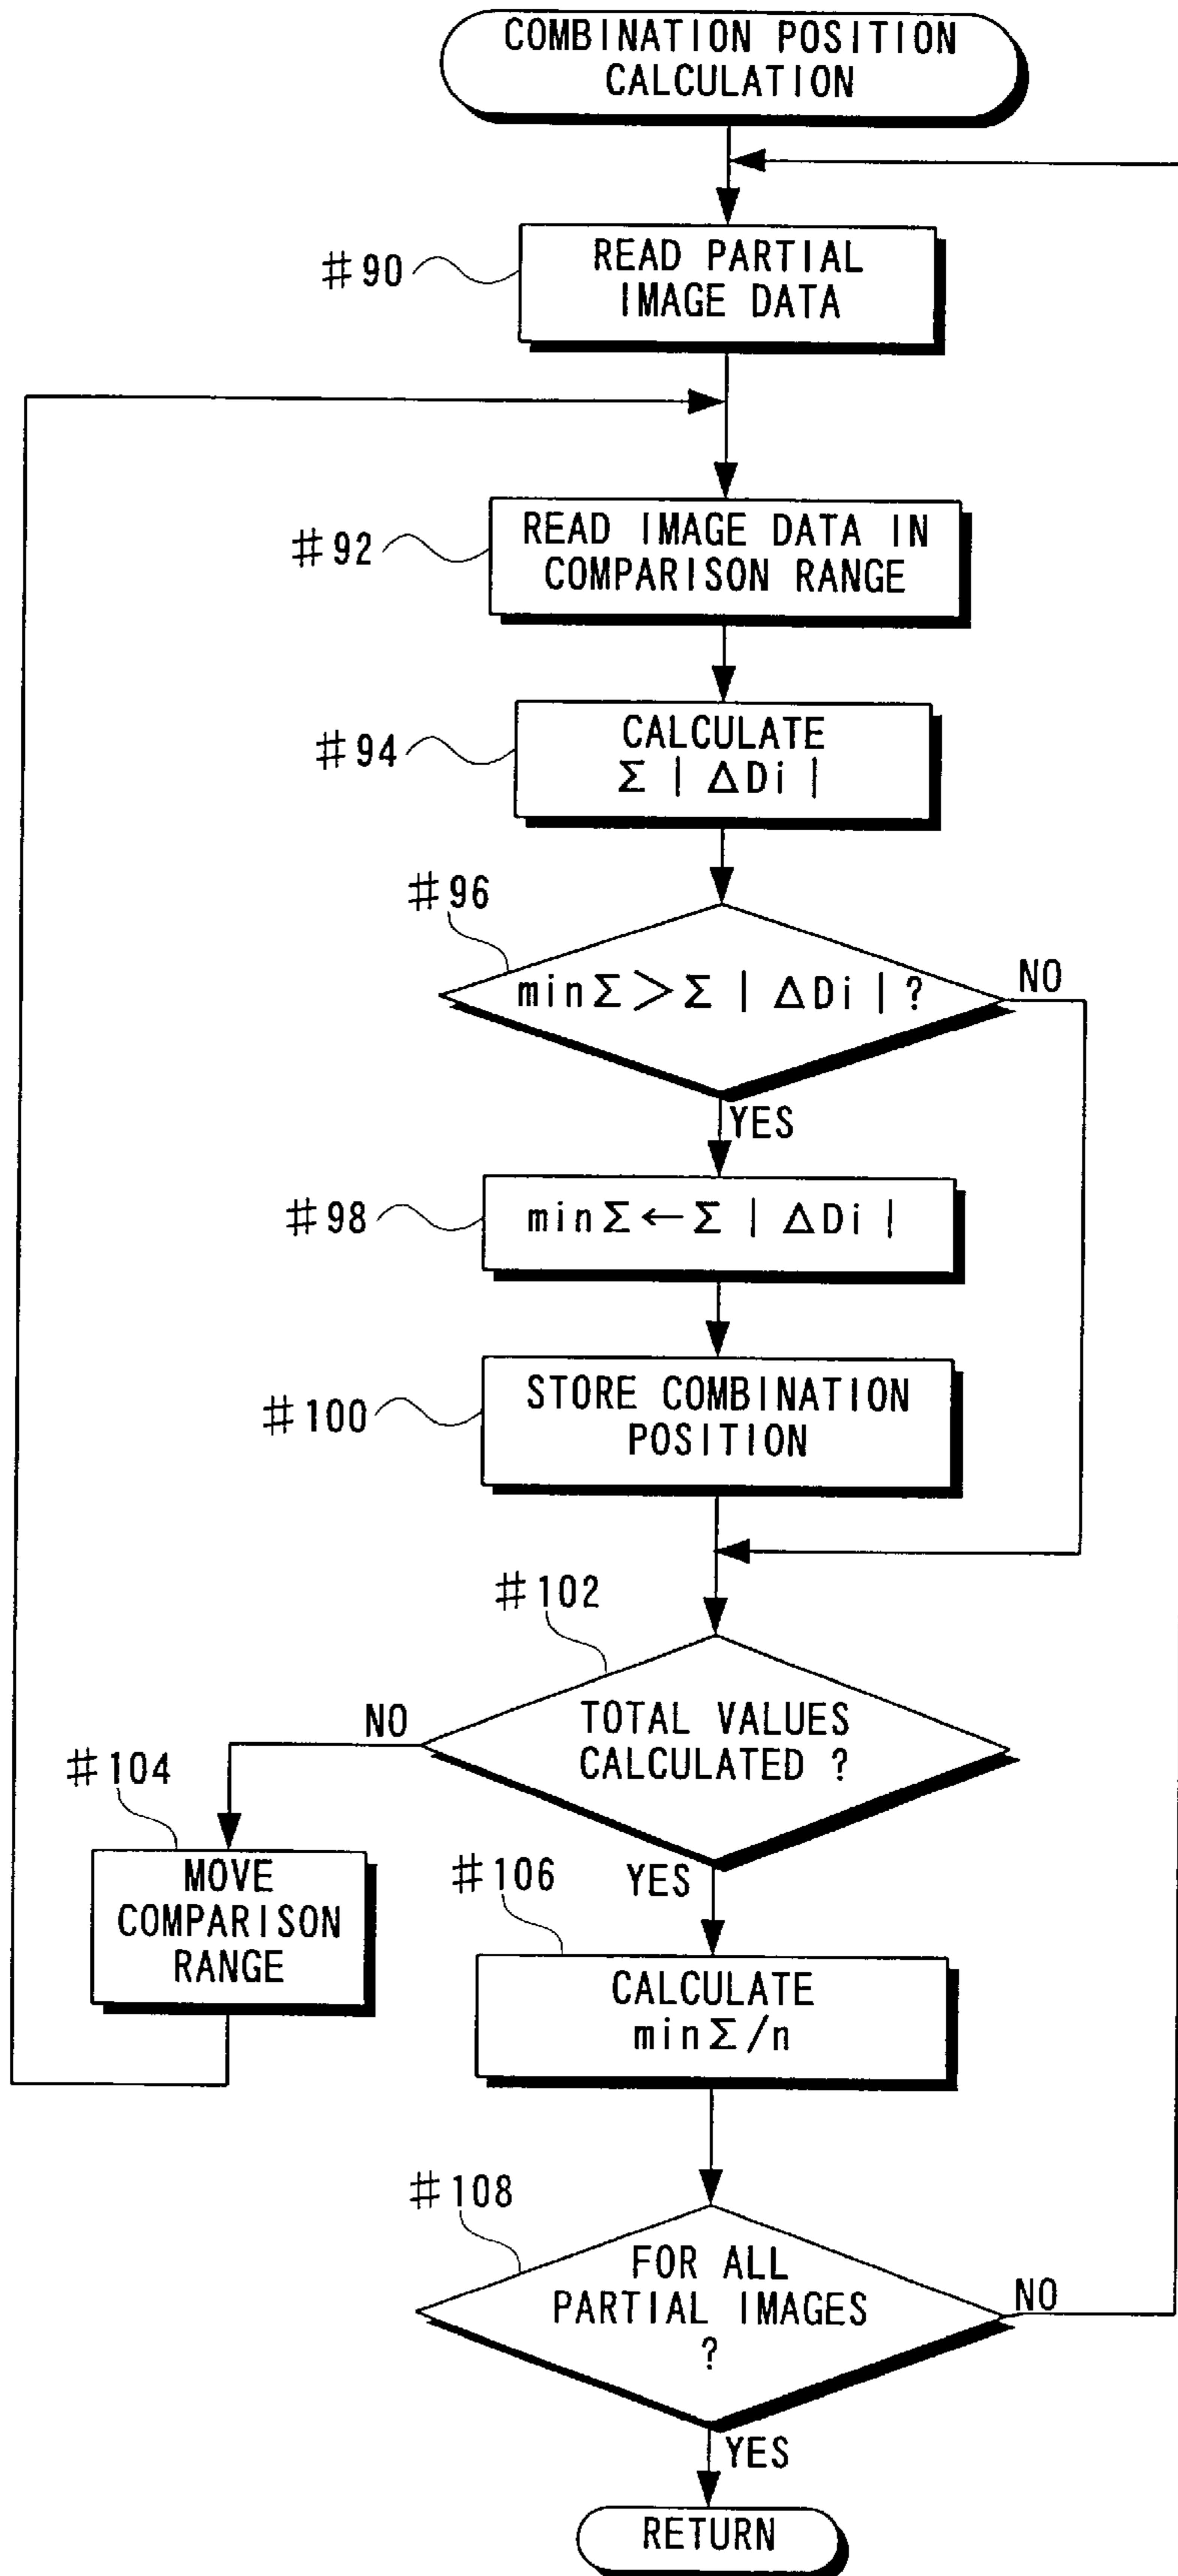 COMBINATION POSITION
CALCULATION
#90
READ PARTIAL
IMAGE DATA
#92
READ IMAGE DATA IN
COMPARISON RANGE
#94
CALCULATE
Σ | ΔDi |
#96
minΣ>Σ | ΔDi | ?
NO
YES
#98
minΣ←Σ | ΔDi |
#100
STORE COMBINATION
POSITION
#102
TOTAL VALUES
CALCULATED ?
NO
#104
MOVE
COMPARISON
RANGE
YES
#106
CALCULATE
minΣ/n
#108
FOR ALL
PARTIAL IMAGES
?
NO
YES
RETURN